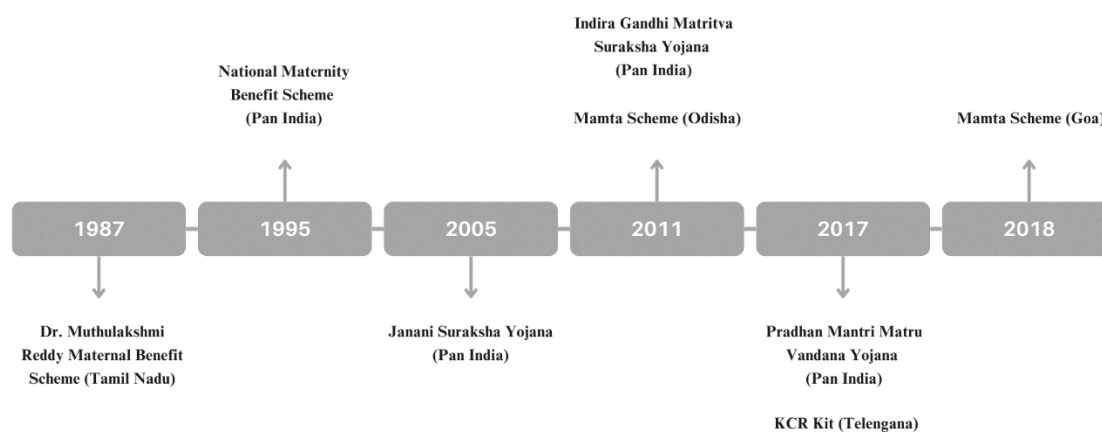 Indira Gandhi Matritva
Suraksha Yojana
(Pan India)
National Maternity
Benefit Scheme
(Pan India)
Mamta Scheme (Odisha)
Mamta Scheme (Goa)
1987
1995
2005
2011
2017
2018
Dr. Muthulakshmi
Reddy Maternal Benefit
Scheme (Tamil Nadu)
Janani Suraksha Yojana
(Pan India)
Pradhan Mantri Matru
Vandana Yojana
(Pan India)
KCR Kit (Telengana)